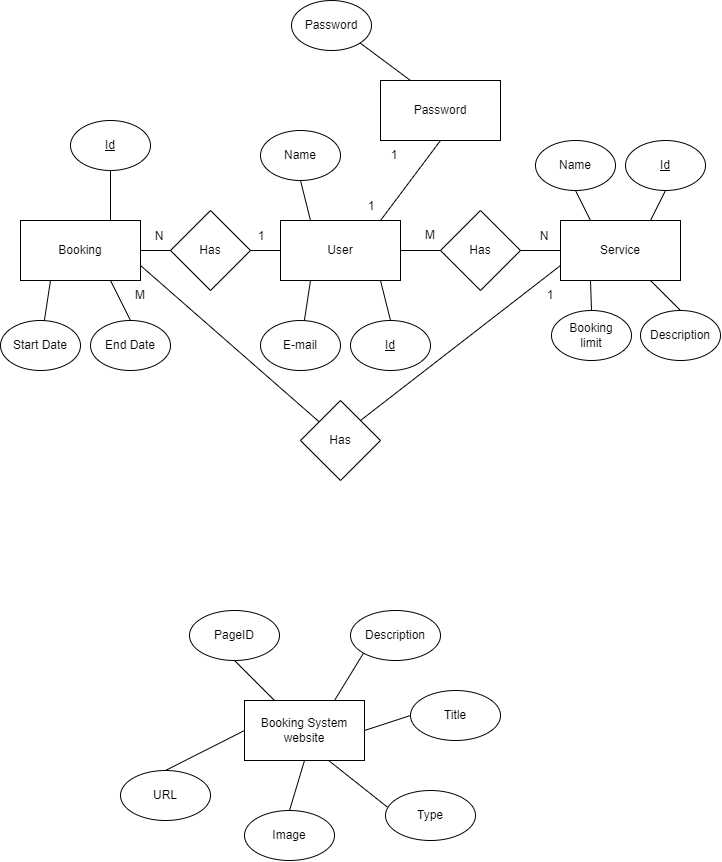 Password
Password
Id
Name
1
Name
Id
1
N
1
M
N
Booking
Has
User
Has
Service
M
1
Start Date
End Date
E-mail
Id
Booking
limit
Description
Has
PageID
Description
Title
Booking System
website
URL
Type
Image